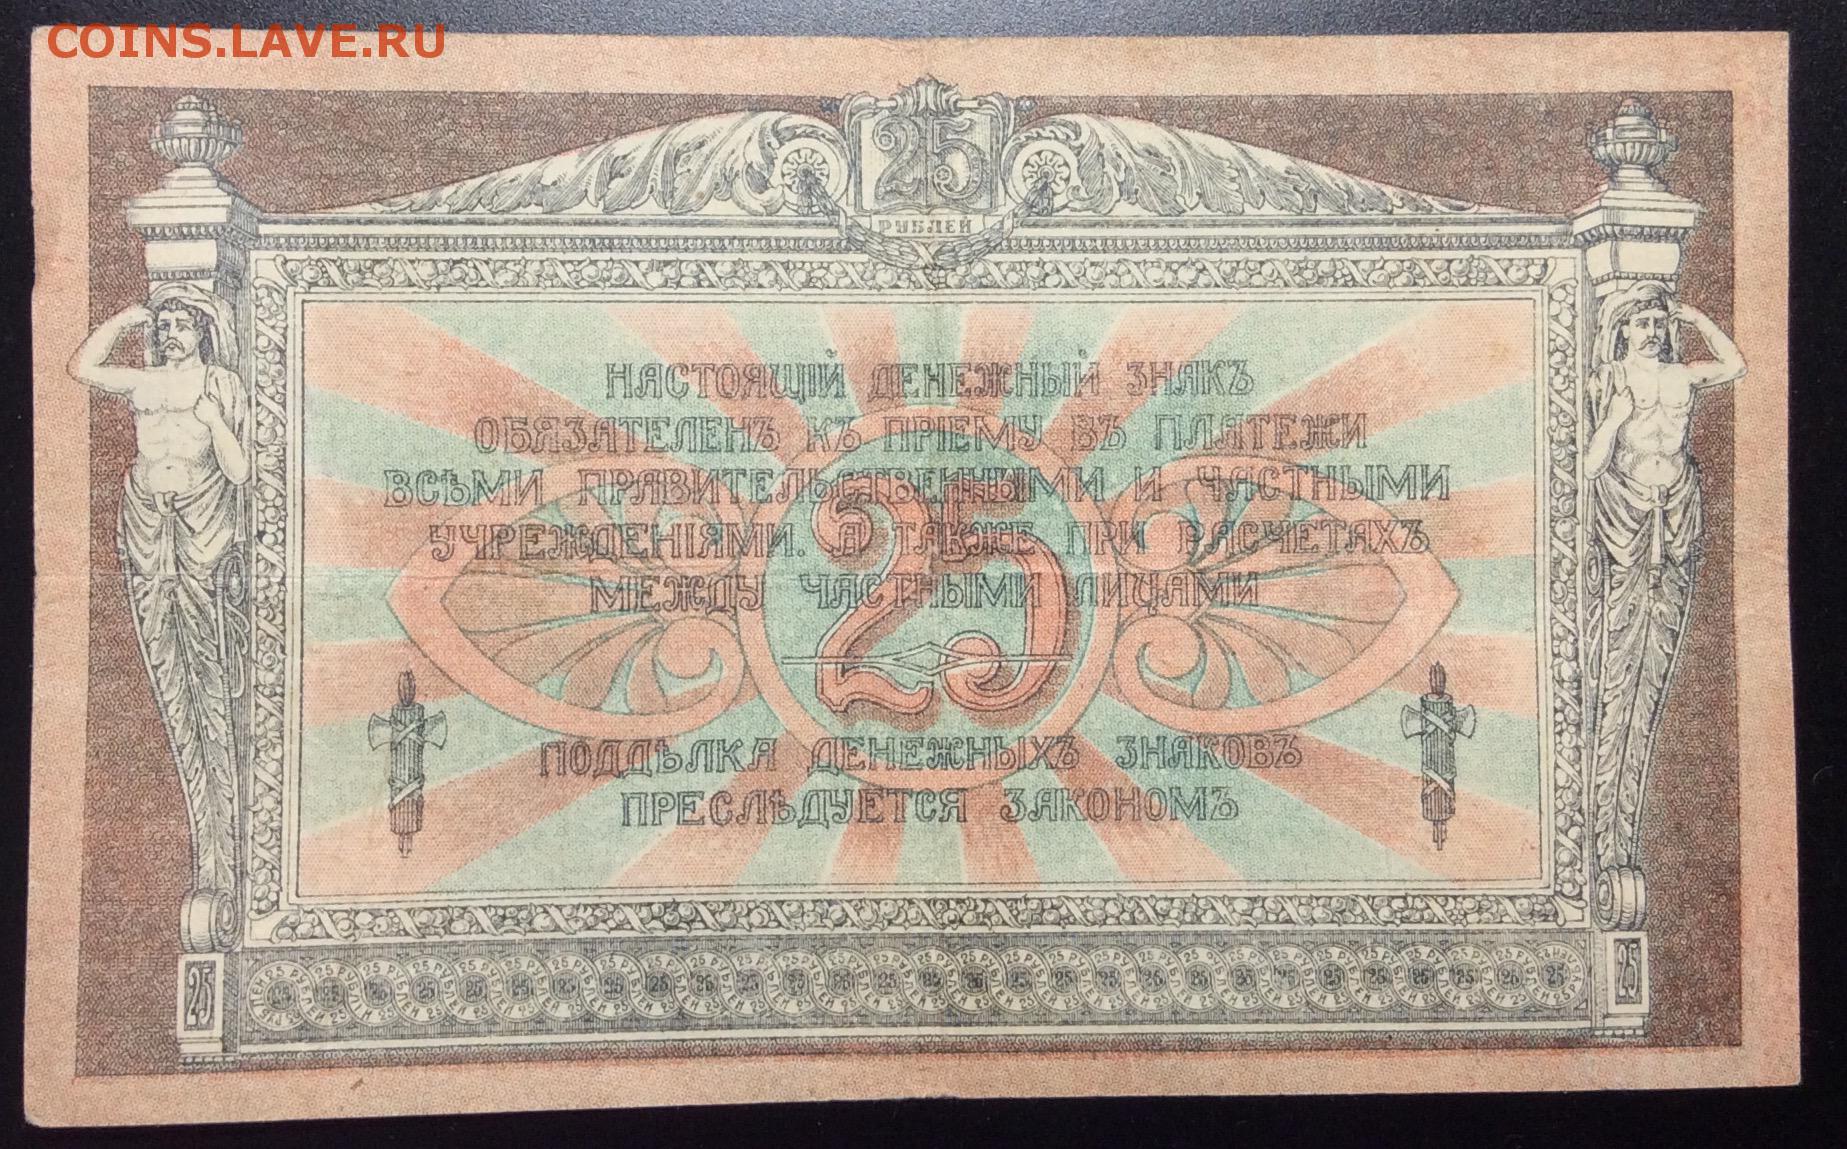 COINS.LAVE.RU
25
РУБЛЕЙ
НАСТОЯЩІЙ ДЕНЕЖНЫЙ ЗНАКЪ
ОБЯЗАТЕЛЕНЪ КЪ ПРІЕМУ ВЪ ПЛАТЕЖИ
ВСѢМИ ПРАВИТЕЛЬСТВЕННЫМИ И ЧАСТНЫМИ
УЧРЕЖДЕНІЯМИ. А ТАКЖЕ ПРИ РАСЧЕТАХЪ
МЕЖДУ ЧАСТНЫМИ ЛИЦАМИ
25
ПОДДѢЛКА ДЕНЕЖНЫХЪ ЗНАКОВЪ
ПРЕСЛѢДУЕТСЯ ЗАКОНОМЪ
25 25